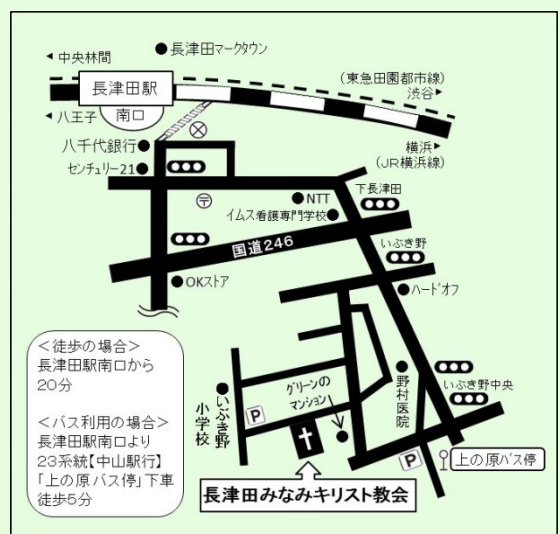 ◀ 中央林間
●長津田マークタウン
(東急田園都市線)
渋谷▶
長津田駅
南口
◀八王子
横浜▶
(JR横浜線)
八千代銀行●
センチュリー21●
〒
●NTT
イムス看護専門学校●
下長津田
国道246
いぶき野
●OKストア
●ハードオフ
<徒歩の場合>
長津田駅南口から
20分
<バス利用の場合>
長津田駅南口より
23系統【中山駅行】
「上の原バス停」下車
徒歩5分
いぶき野
小学校
P
グリーンの
マンション
野村医院
いぶき野中央
P
上の原バス停
長津田みなみキリスト教会